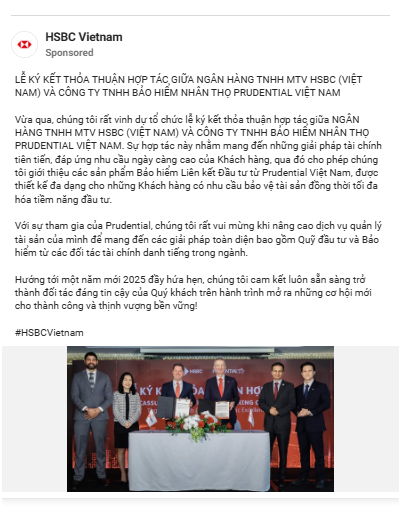 HSBC Vietnam
Sponsored
LỄ KÝ KẾT THỎA THUẬN HỢP TÁC GIỮA NGÂN HÀNG TNHH MTV HSBC (VIỆT
NAM) VÀ CÔNG TY TNHH BẢO HIỂM NHÂN THỌ PRUDENTIAL VIỆT NAM
Vừa qua, chúng tôi rất vinh dự tổ chức lễ ký kết thỏa thuận hợp tác giữa NGÂN
HÀNG TNHH MTV HSBC (VIỆT NAM) VÀ CÔNG TY TNHH BẢO HIỂM NHÂN THỌ
PRUDENTIAL VIỆT NAM. Sự hợp tác này nhằm mang đến những giải pháp tài chính
tiên tiến, đáp ứng nhu cầu ngày càng cao của Khách hàng, qua đó cho phép chúng
tôi giới thiệu các sản phẩm Bảo hiểm Liên kết Đầu tư từ Prudential Việt Nam, được
thiết kế đa dạng cho những Khách hàng có nhu cầu bảo vệ tài sản đồng thời tối đa
hóa tiềm năng đầu tư.
Với sự tham gia của Prudential, chúng tôi rất vui mừng khi nâng cao dịch vụ quản lý
tài sản của mình để mang đến các giải pháp toàn diện bao gồm Quỹ đầu tư và Bảo
hiểm từ các đối tác tài chính danh tiếng trong ngành.
Hướng tới một năm mới 2025 đầy hứa hẹn, chúng tôi cam kết luôn sẵn sàng trở
thành đối tác đáng tin cậy của Quý khách trên hành trình mở ra những cơ hội mới
cho thành công và thịnh vượng bền vững!
#HSBCVietnam
HSBC
KÝ KẾT THỎA THUẬN HỢP